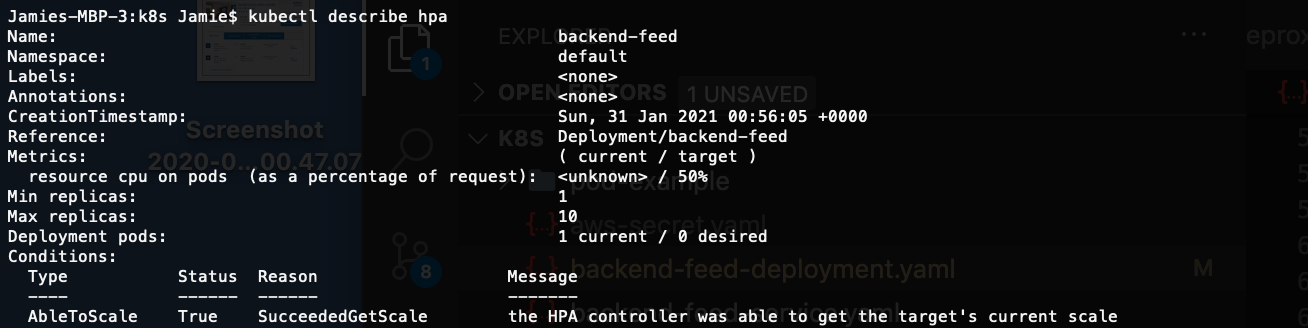 Jamies-MBP-3:k8s Jamie$ kubectl describe hpa
Name: backend-feed
Namespace: default
Labels: <none>
Annotations: <none>
CreationTimestamp: Sun, 31 Jan 2021 00:56:05 +0000
Reference: Deployment/backend-feed
Metrics: ( current / target )
resource cpu on pods (as a percentage of request): <unknown> / 50%
Min replicas: 1
Max replicas: 10
Deployment pods: 1 current / 0 desired
Conditions:
Type Status Reason Message
---- ------ ------ -------
AbleToScale True SucceededGetScale the HPA controller was able to get the target's current scale
Screenshot
2020-0... 00.47.07
1
8
OPEN EDITORS 1 UNSAVED
K8S
pod-example
aws-secret.yaml
backend-feed-deployment.yaml M